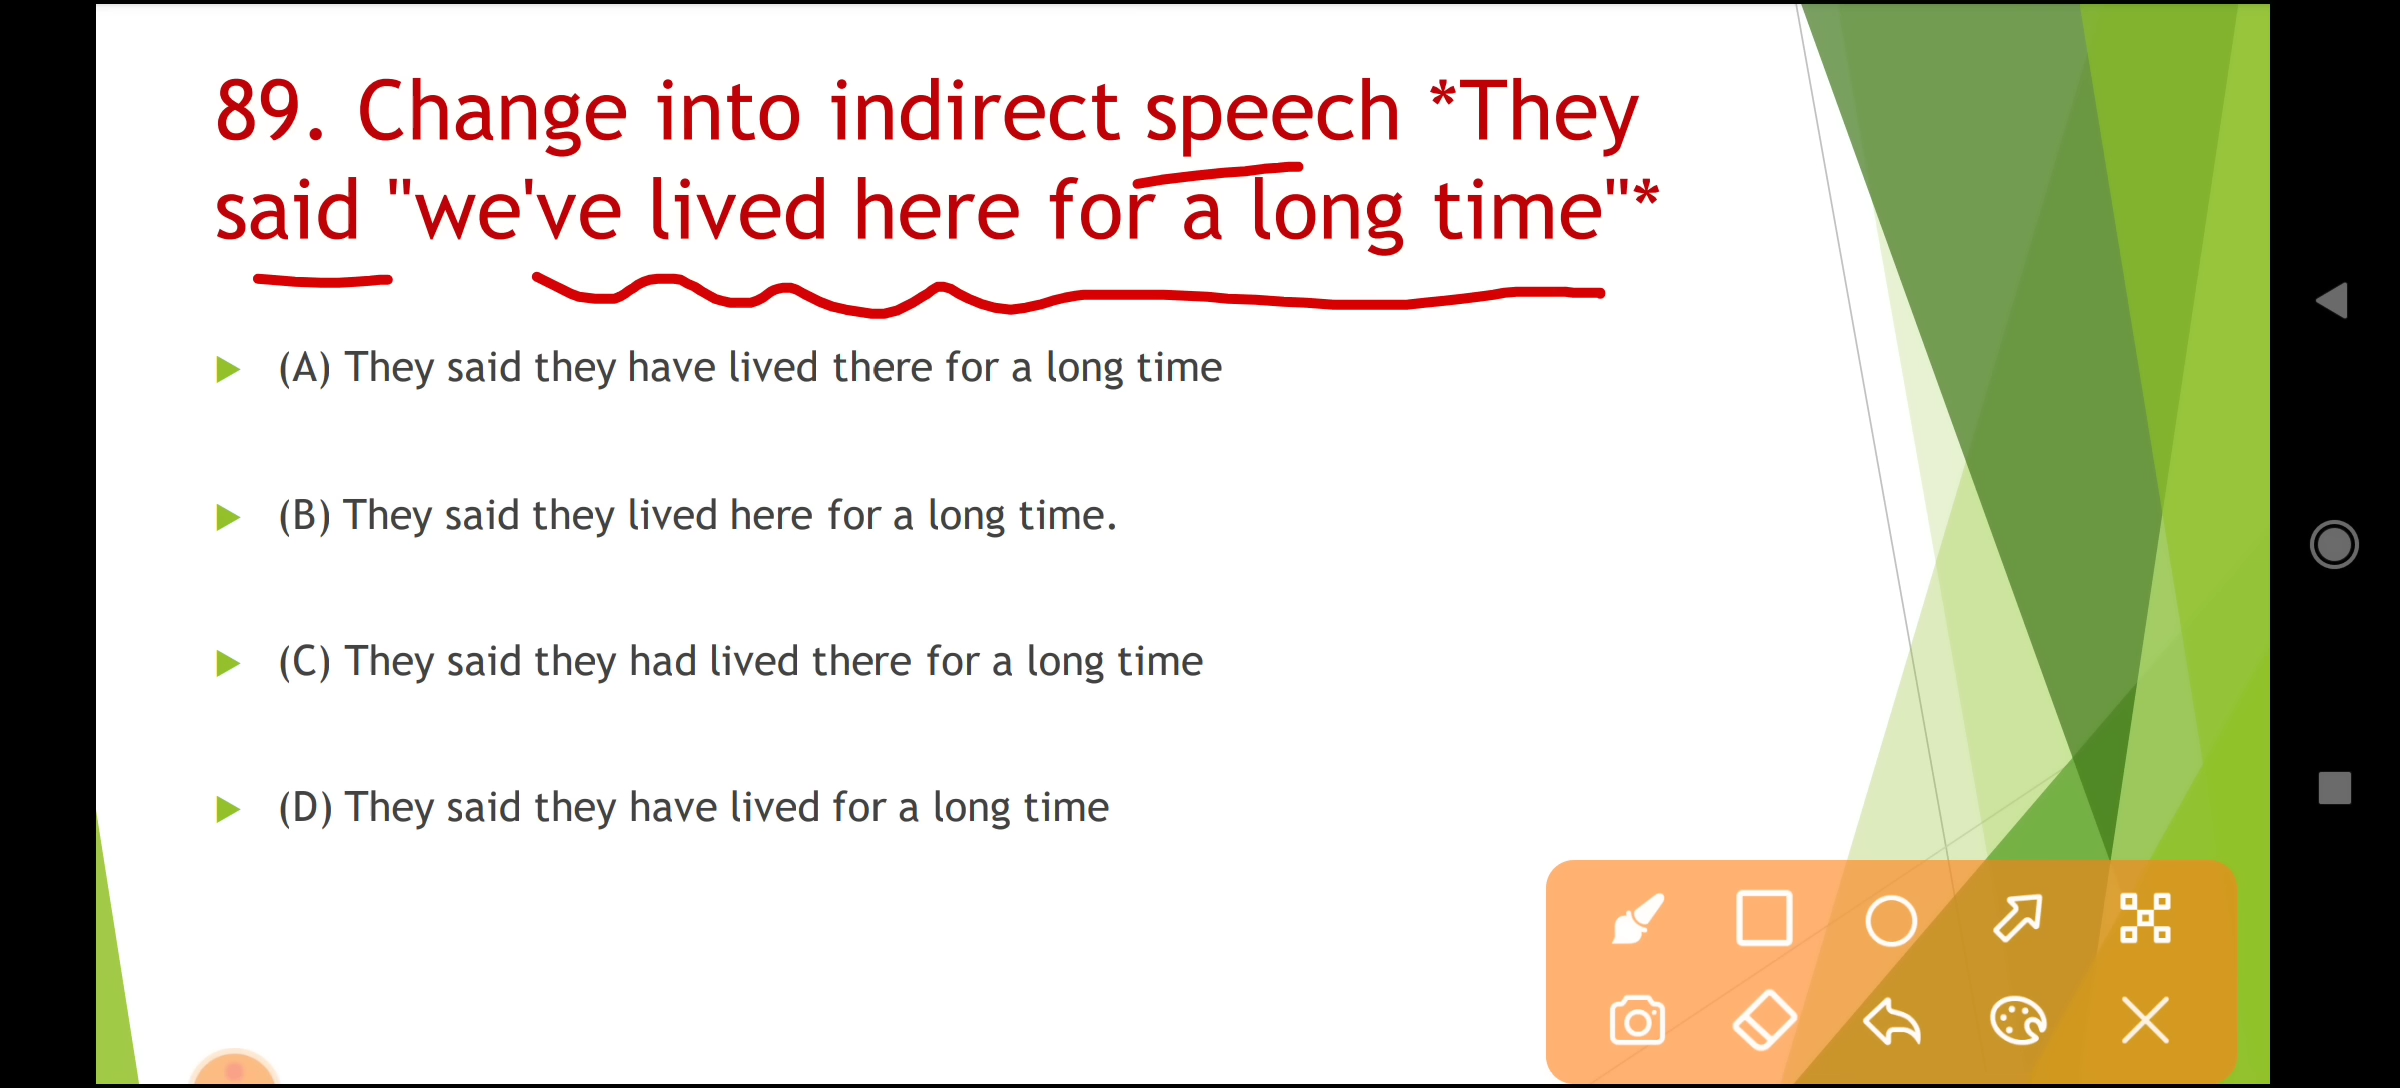 89. Change into indirect speech *They
said "we've lived here for a long time"*
(A) They said they have lived there for a long time
(B) They said they lived here for a long time.
(C) They said they had lived there for a long time
(D) They said they have lived for a long time